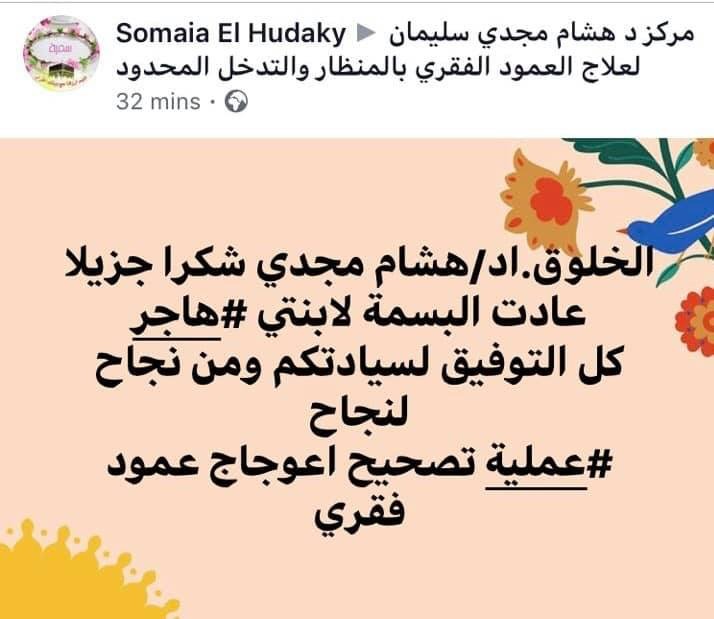 Somaia El Hudaky ▶ مركز د هشام مجدي سليمان
لعلاج العمود الفقري بالمنظار والتدخل المحدود
32 mins ·
سمية
الخلوق.اد/هشام مجدي شكرا جزيلا
عادت البسمة لابنتي #هاجر
كل التوفيق لسيادتكم ومن نجاح
لنجاح
#عملية تصحيح اعوجاج عمود
فقري